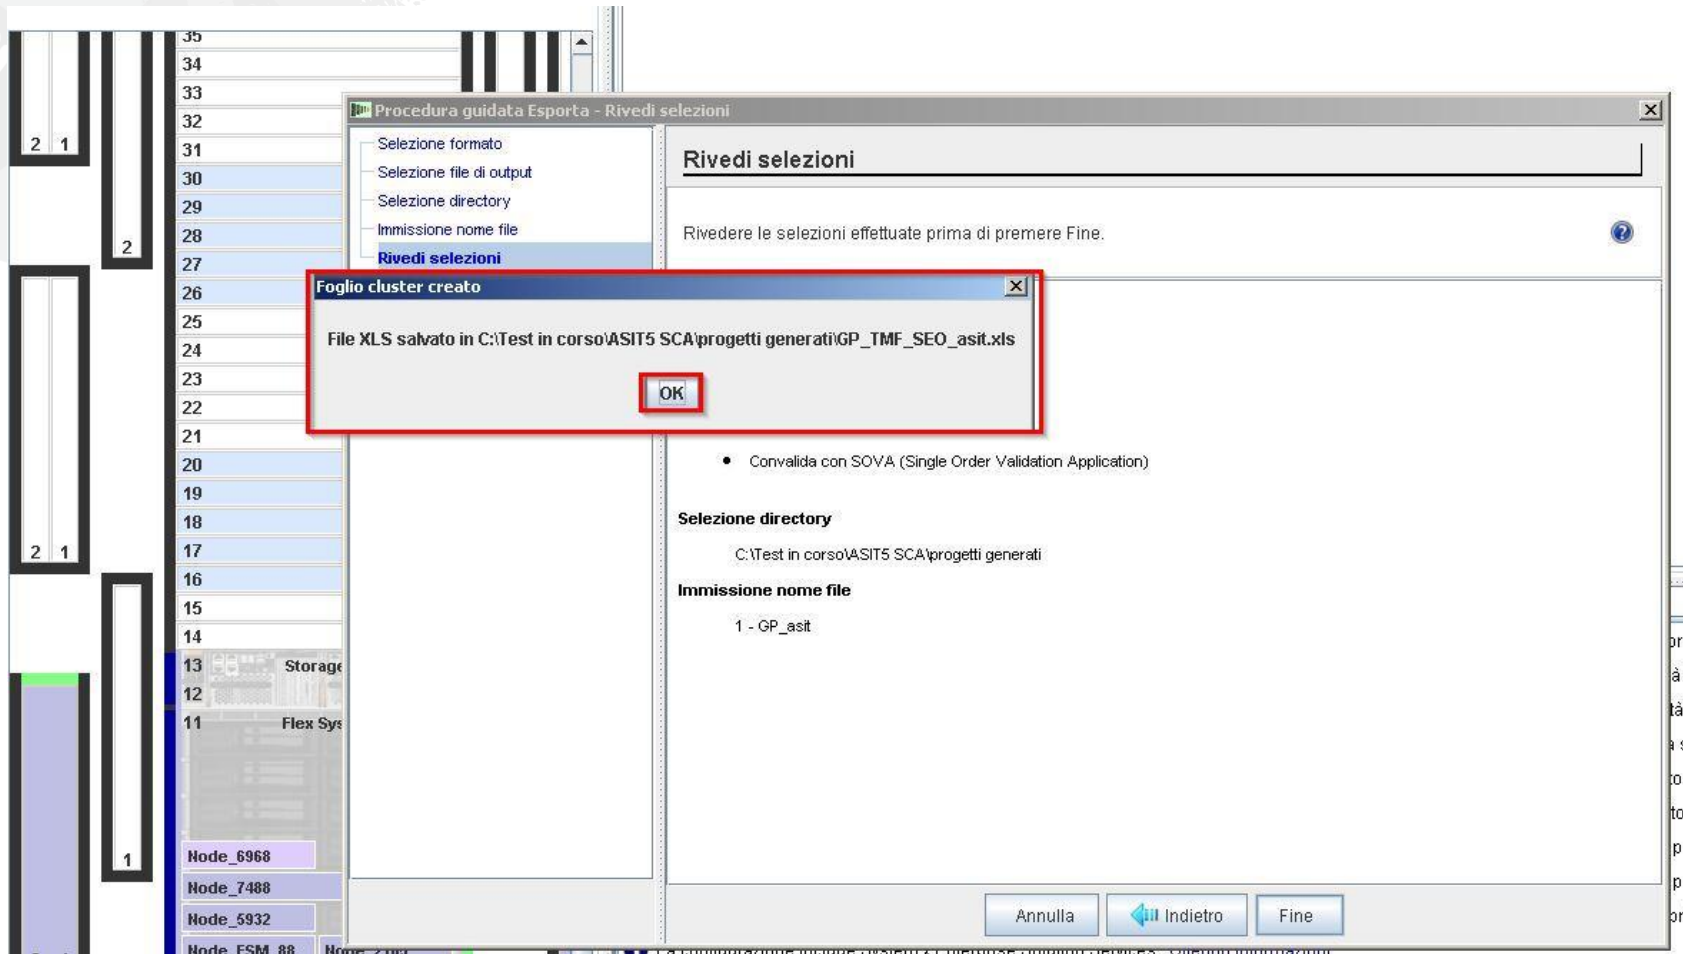 35
34
33
32
31
30
29
28
27
26
25
24
23
22
21
20
19
18
17
16
15
14
13 Storage
12
11 Flex Sys
2 1
2
2 1
1
Node_6968
Node_7488
Node_5932
Node_FSM_88
Procedura guidata Esporta - Rivedi selezioni
Selezione formato
Selezione file di output
Selezione directory
Immissione nome file
Rivedi selezioni
Rivedi selezioni
Rivedere le selezioni effettuate prima di premere Fine.
Foglio cluster creato
File XLS salvato in C:\Test in corso\ASIT5 SCA\progetti generati\GP_TMF_SEO_asit.xls
OK
• Convalida con SOVA (Single Order Validation Application)
Selezione directory
C:\Test in corso\ASIT5 SCA\progetti generati
Immissione nome file
1 - GP_asit
Annulla
Indietro
Fine